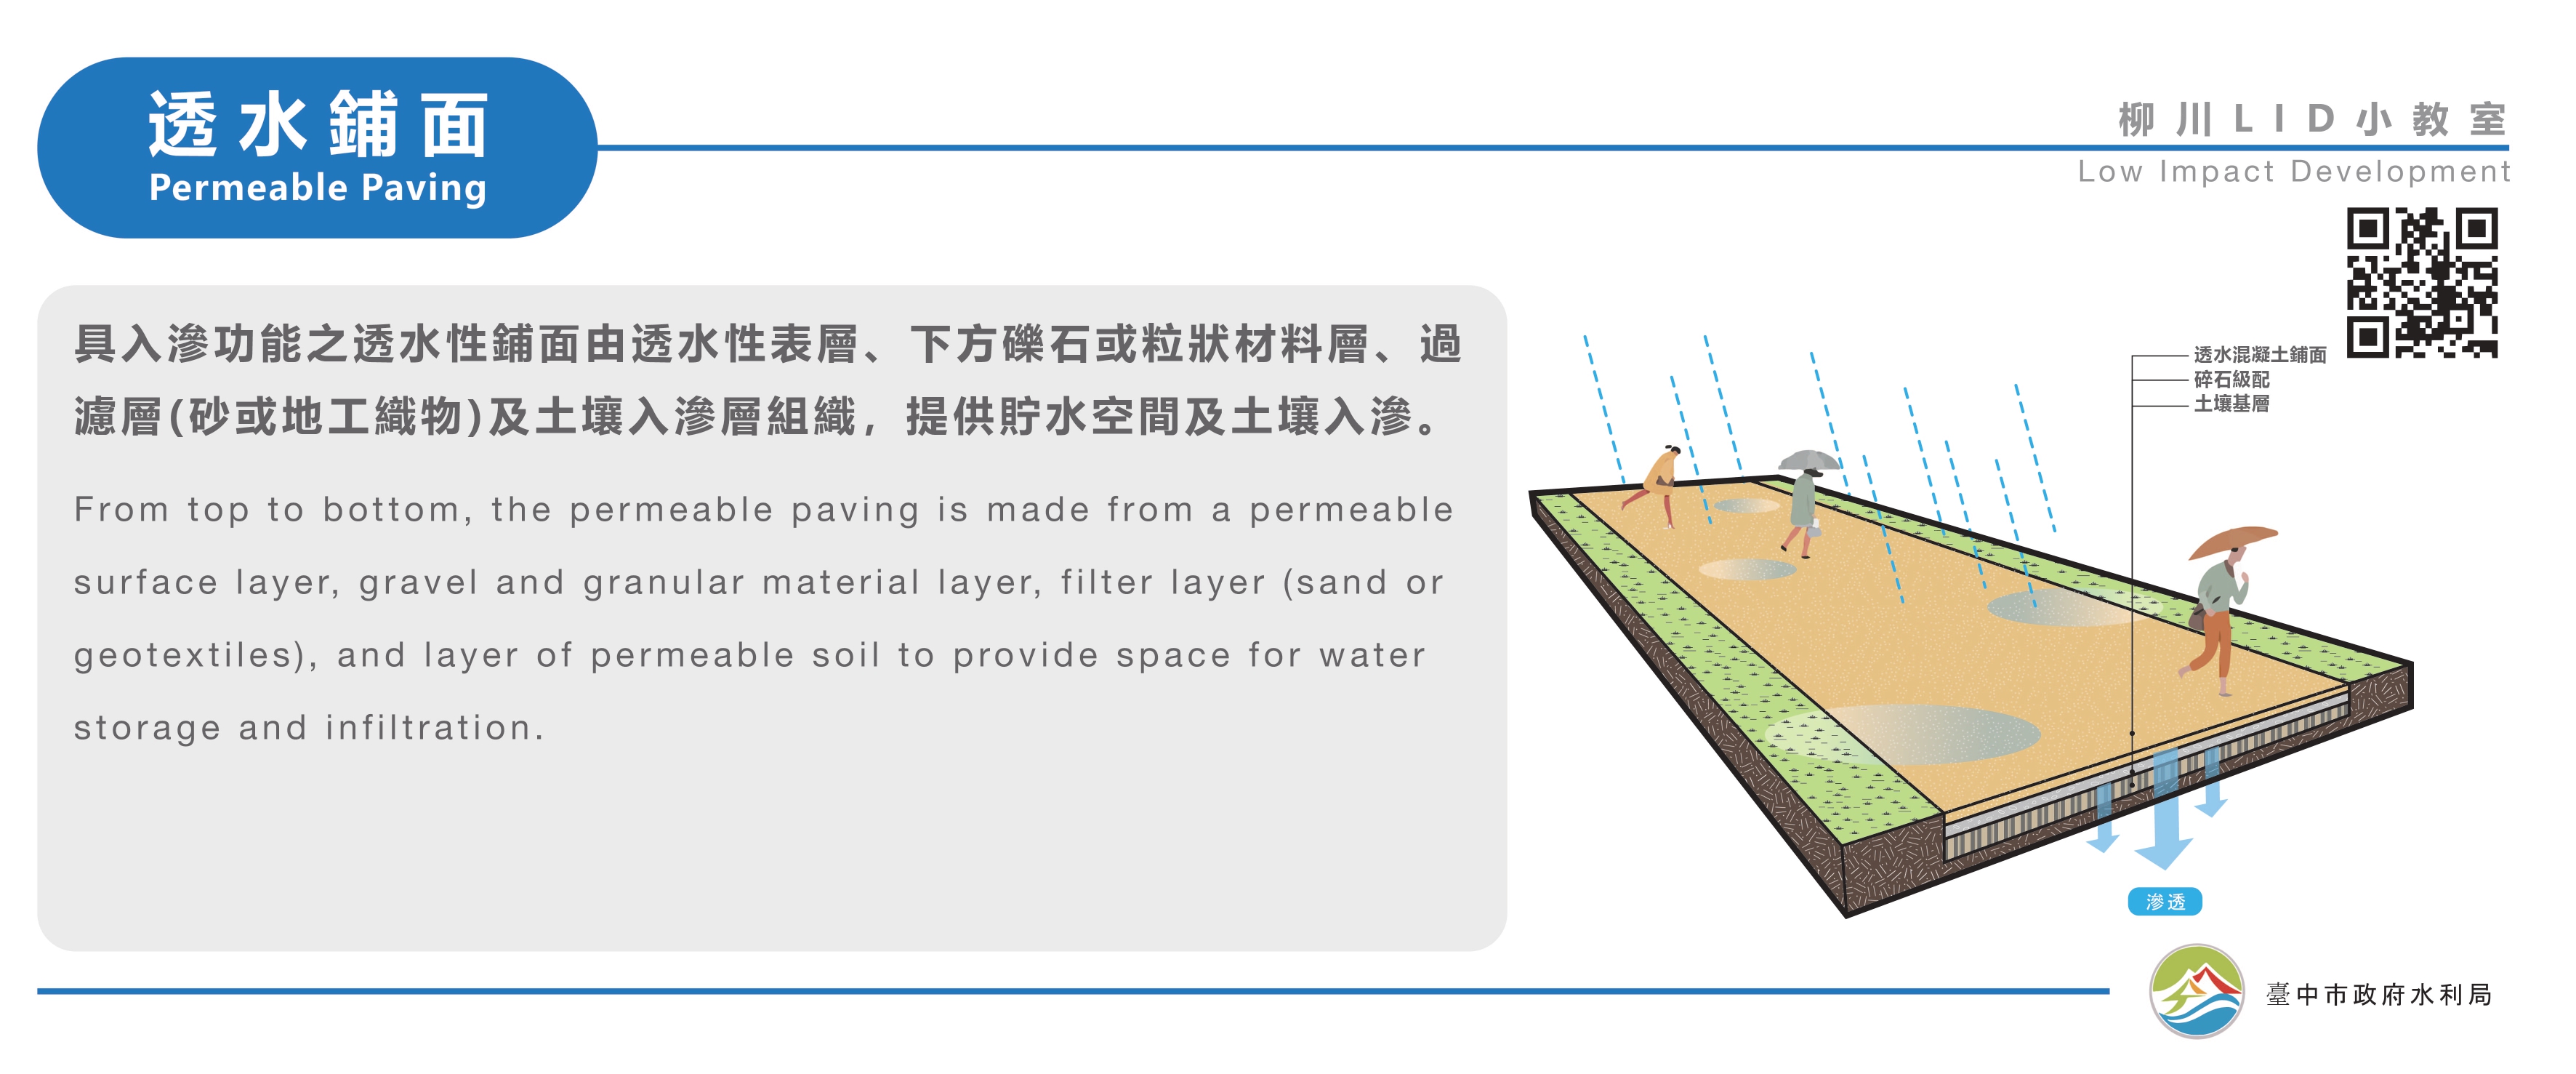 透水鋪面
Permeable Paving
柳川LID小教室
Low Impact Development
具入滲功能之透水性鋪面由透水性表層、下方礫石或粒狀材料層、過
濾層(砂或地工織物)及土壤入滲層組織，提供貯水空間及土壤入滲。
From top to bottom, the permeable paving is made from a permeable
surface layer, gravel and granular material layer, filter layer (sand or
geotextiles), and layer of permeable soil to provide space for water
storage and infiltration.
透水混凝土鋪面
碎石級配
土壤基層
滲透
臺中市政府水利局